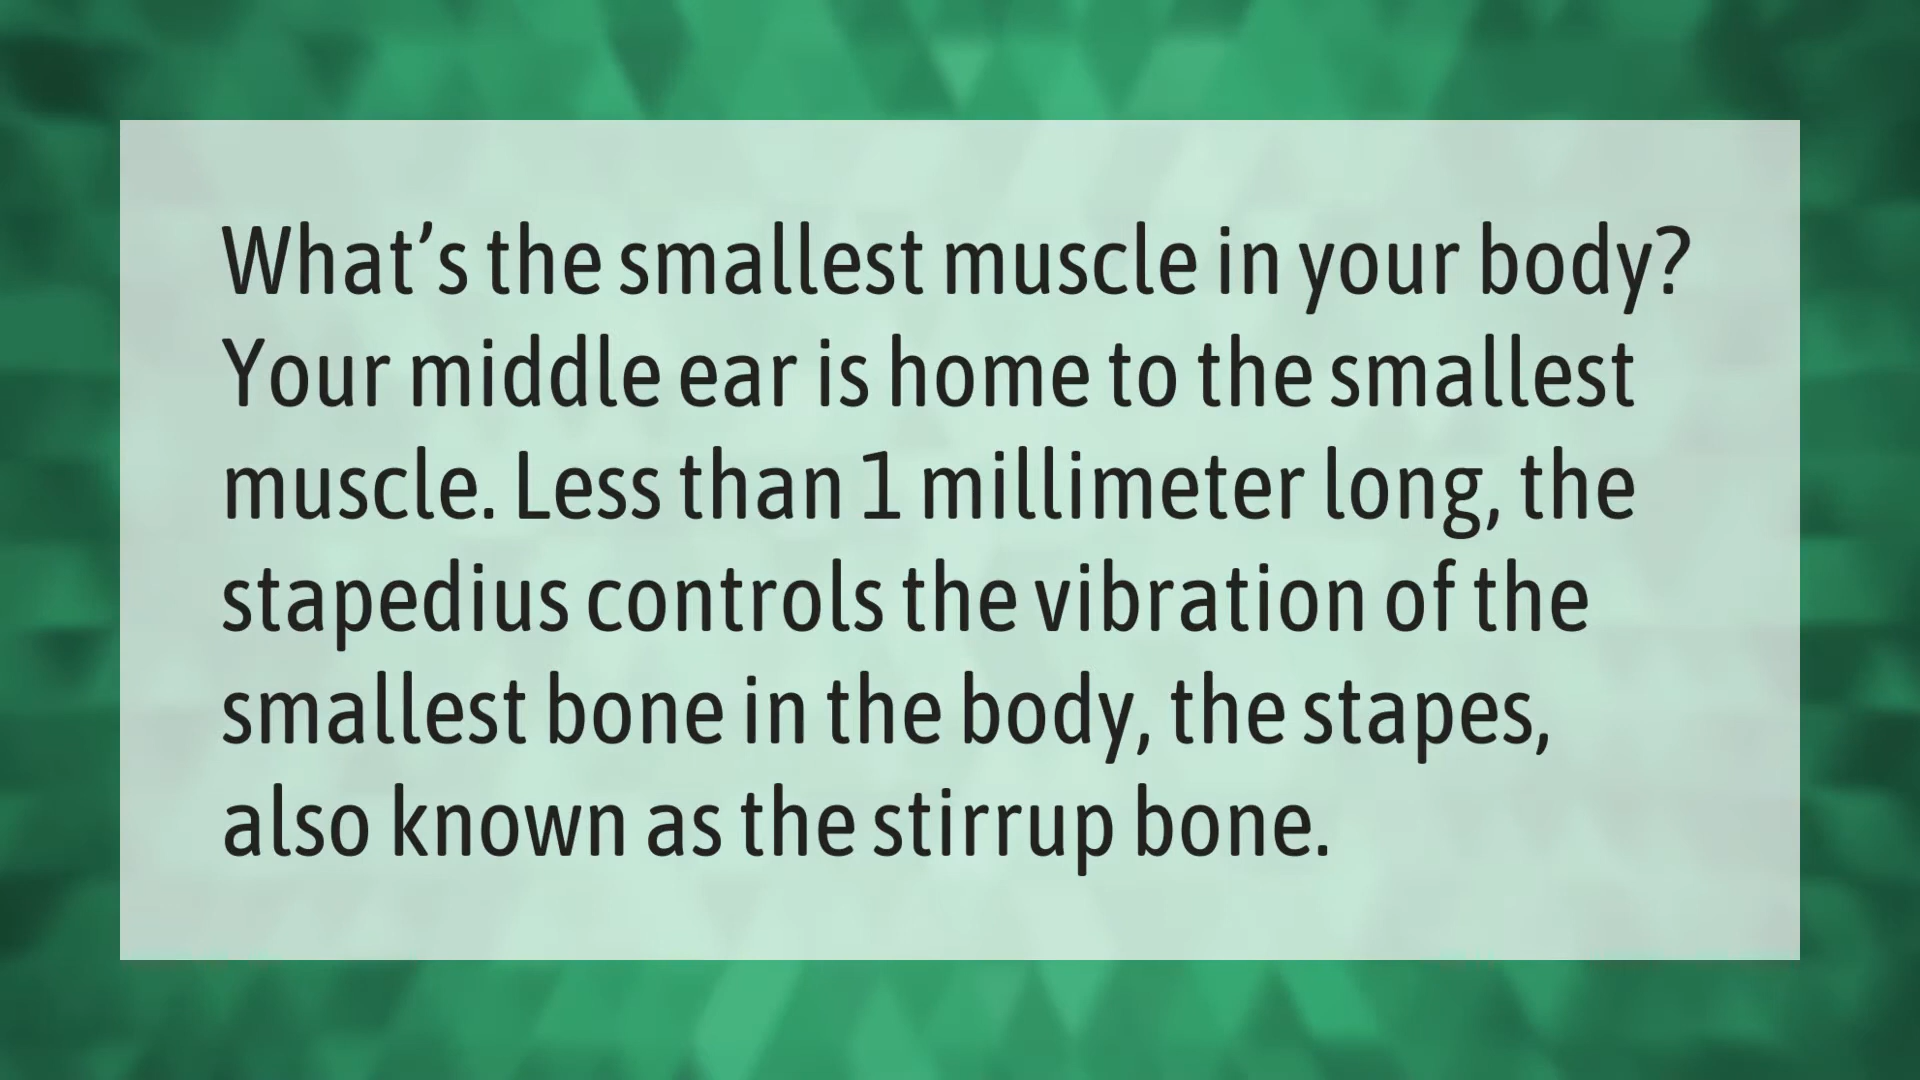 What’s the smallest muscle in your body?
Your middle ear is home to the smallest
muscle. Less than 1 millimeter long, the
stapedius controls the vibration of the
smallest bone in the body, the stapes,
also known as the stirrup bone.